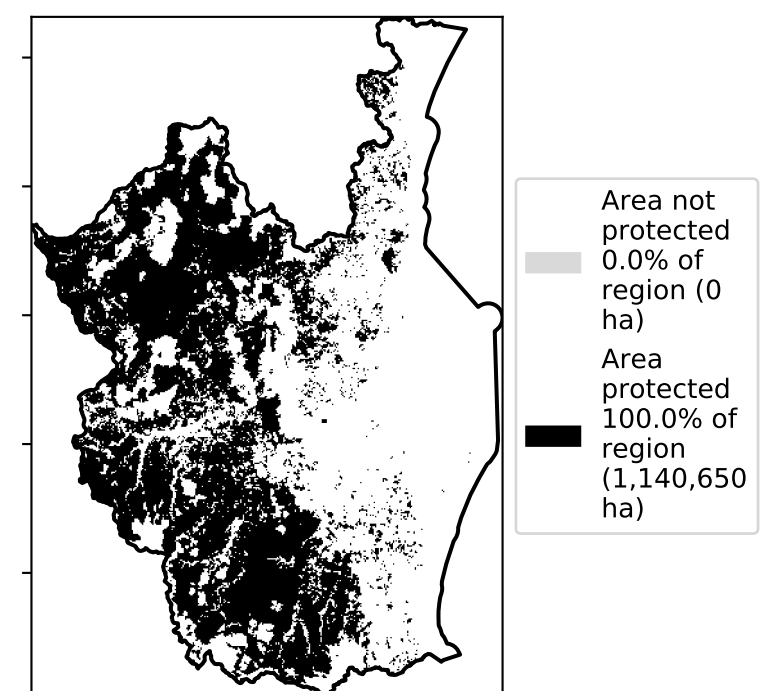 Area not
protected
0.0% of
region (0
ha)
Area
protected
100.0% of
region
(1,140,650
ha)